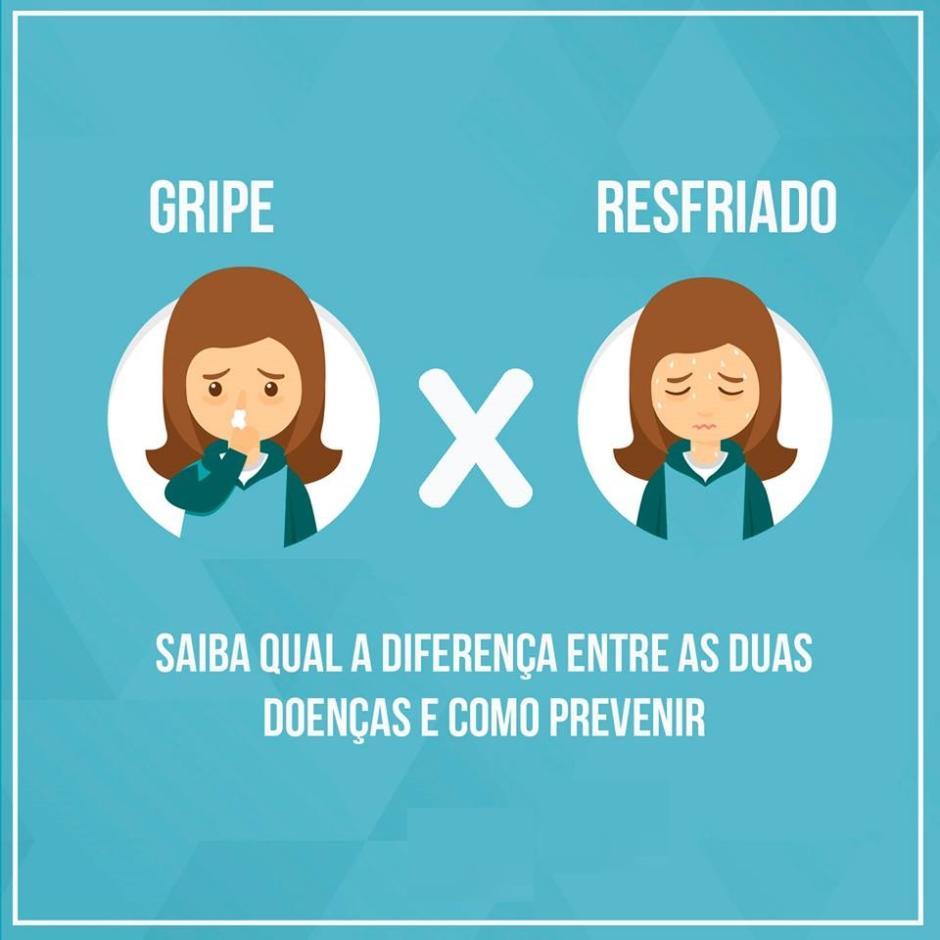 GRIPE
RESFRIADO
X
SAIBA QUAL A DIFERENÇA ENTRE AS DUAS
DOENÇAS E COMO PREVENIR